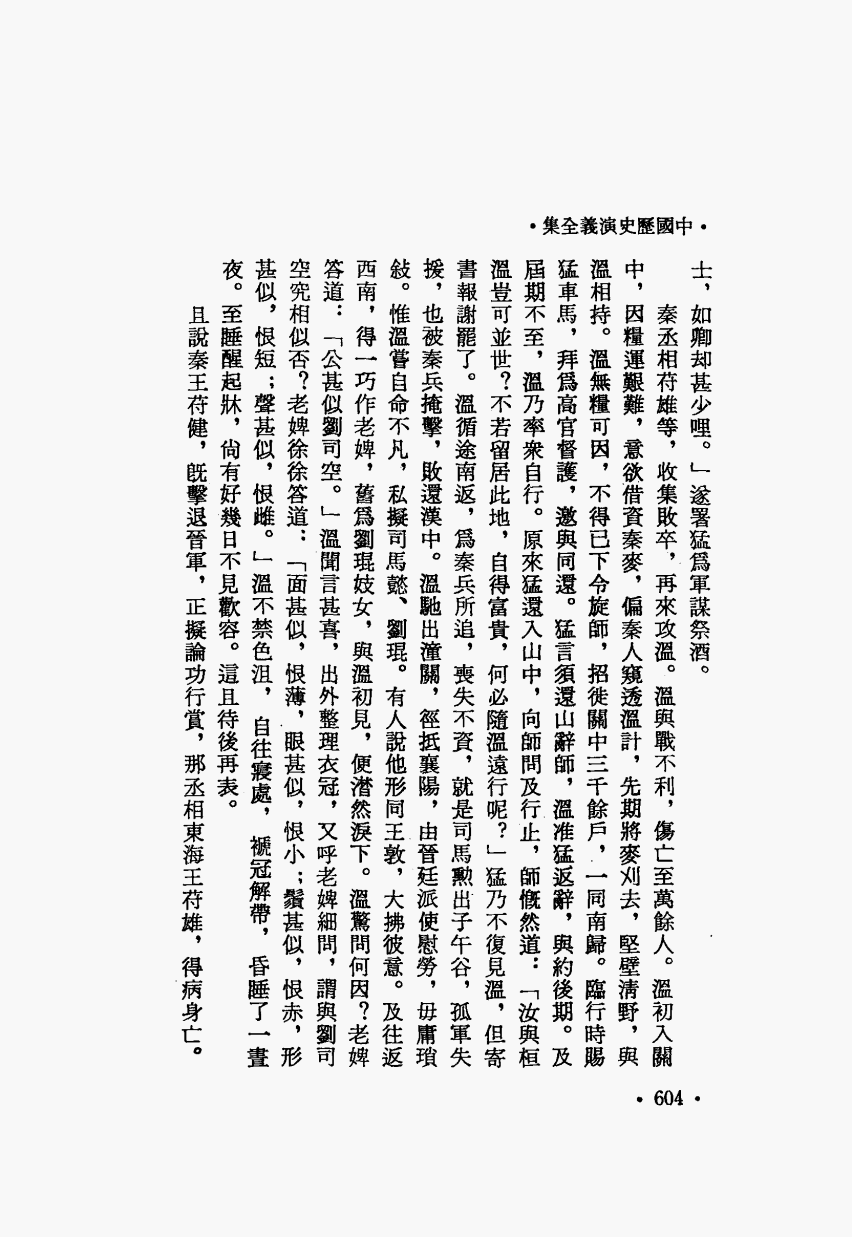 •中國歷史演義全集•
士，如卿却甚少哩。」遂署猛爲軍謀祭酒。
秦丞相苻雄等，收集敗卒，再來攻溫。溫與戰不利，傷亡至萬餘人。溫初入關
中，因糧運艱難，意欲借資秦麥，偏秦人窺透溫計，先期將麥刈去，堅壁清野，與
溫相持。溫無糧可因，不得已下令旋師，招徙關中三千餘戶，一同南歸。臨行時賜
猛車馬，拜爲高官督護，邀與同還。猛言須還山辭師，溫准猛返辭，與約後期。及
屆期不至，溫乃率衆自行。原來猛還入山中，向師問及行止，師慨然道：「汝與桓
溫豈可並世？不若留居此地，自得富貴，何必隨溫遠行呢？」猛乃不復見溫，但寄
書報謝罷了。溫循途南返，爲秦兵所追，喪失不資，就是司馬勳出子午谷，孤軍失
援，也被秦兵掩擊，敗還漢中。溫馳出潼關，徑抵襄陽，由晉廷派使慰勞，毋庸瑣
敍。惟溫嘗自命不凡，私擬司馬懿、劉琨。有人說他形同王敦，大拂彼意。及往返
西南，得一巧作老婢，舊爲劉琨妓女，與溫初見，便潸然淚下。溫驚問何因？老婢
答道：「公甚似劉司空。」溫聞言甚喜，出外整理衣冠，又呼老婢細問，謂與劉司
空究相似否？老婢徐徐答道：「面甚似，恨薄，眼甚似，恨小；鬚甚似，恨赤，形
甚似，恨短；聲甚似，恨雌。」溫不禁色沮，自往寢處，褫冠解帶，昏睡了一晝
夜。至睡醒起牀，尙有好幾日不見歡容。這且待後再表。
且說秦王苻健，旣擊退晉軍，正擬論功行賞，那丞相東海王苻雄，得病身亡。
•604•